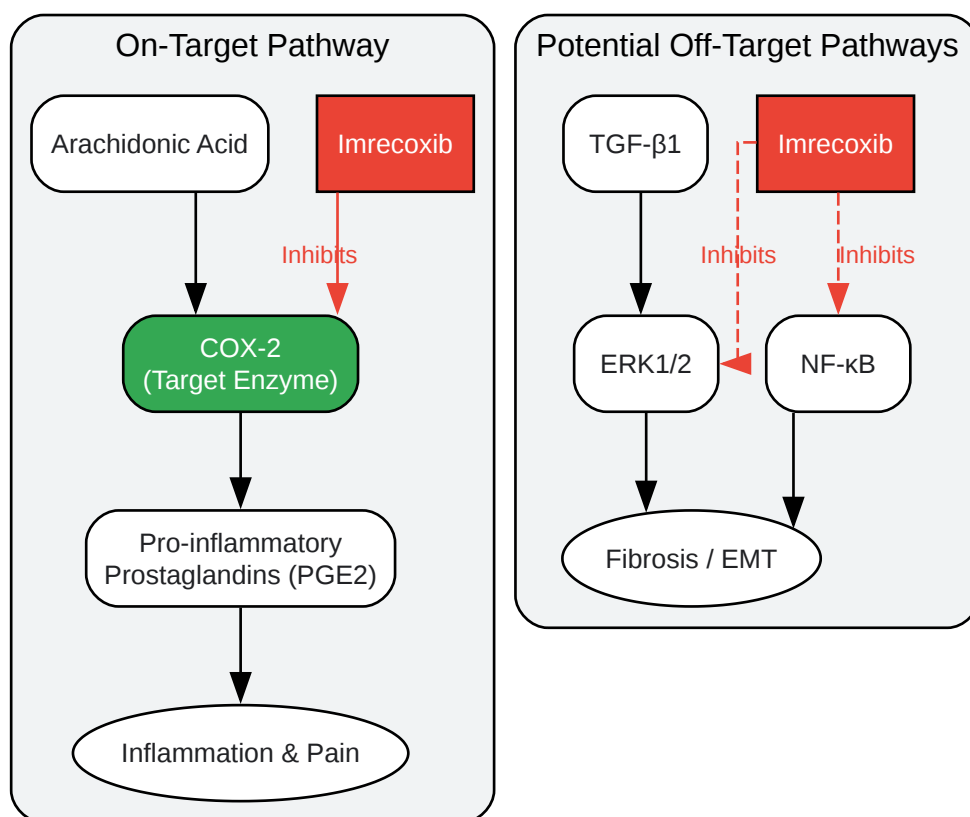 On-Target Pathway
Arachidonic Acid
Imrecoxib
Inhibits
COX-2
(Target Enzyme)
Pro-inflammatory
Prostaglandins (PGE2)
Inflammation & Pain
Potential Off-Target Pathways
TGF-β1
Imrecoxib
Inhibits
Inhibits
ERK1/2
NF-κB
Fibrosis / EMT